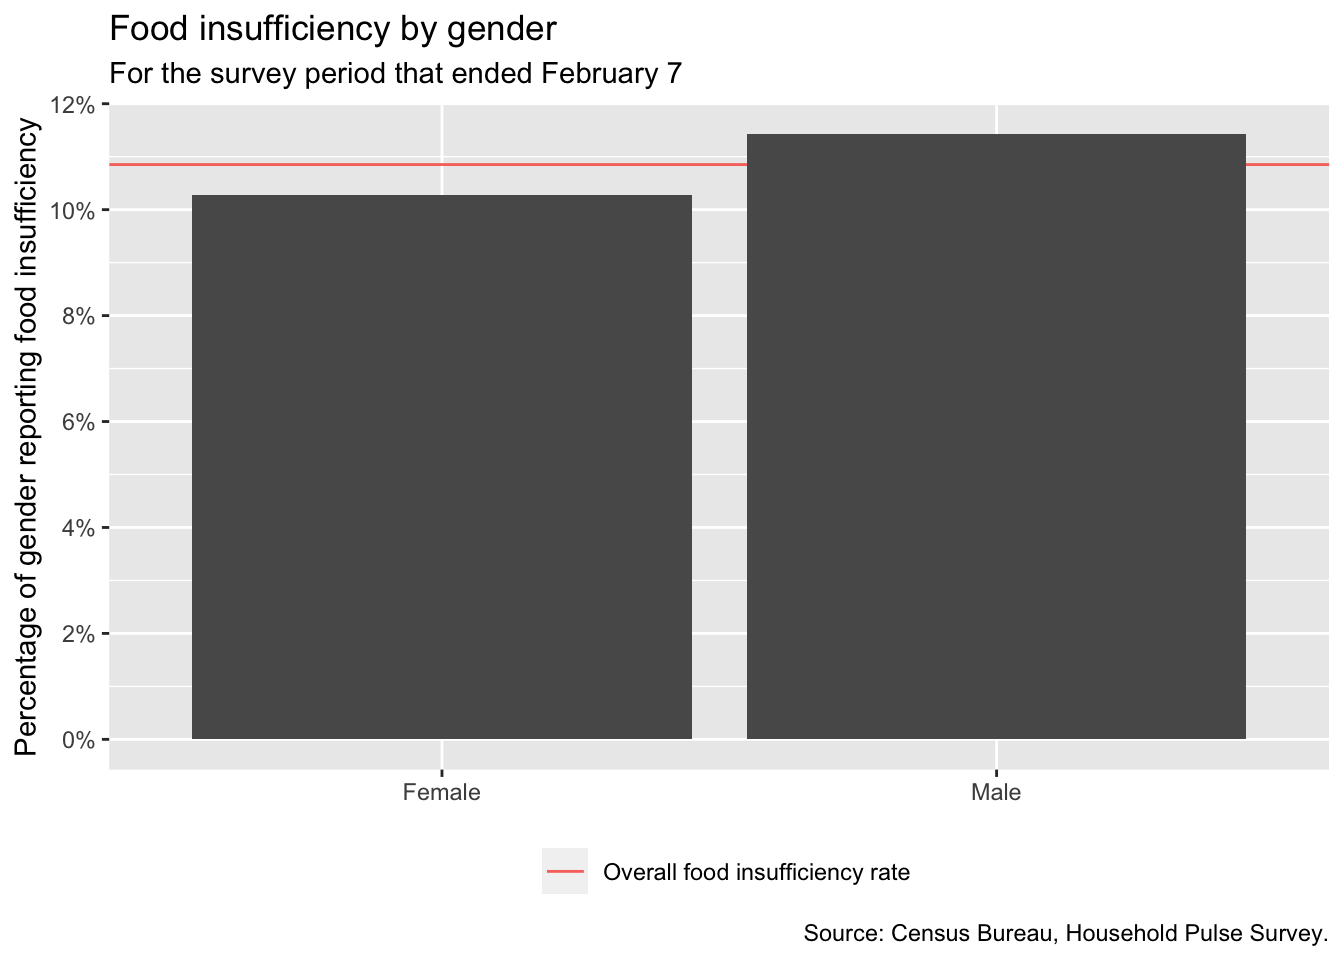 Food insufficiency by gender
For the survey period that ended February 7
Percentage of gender reporting food insufficiency
12%
10%
8%
6%
4%
2%
0%
Female
Male
Overall food insufficiency rate
Source: Census Bureau, Household Pulse Survey.